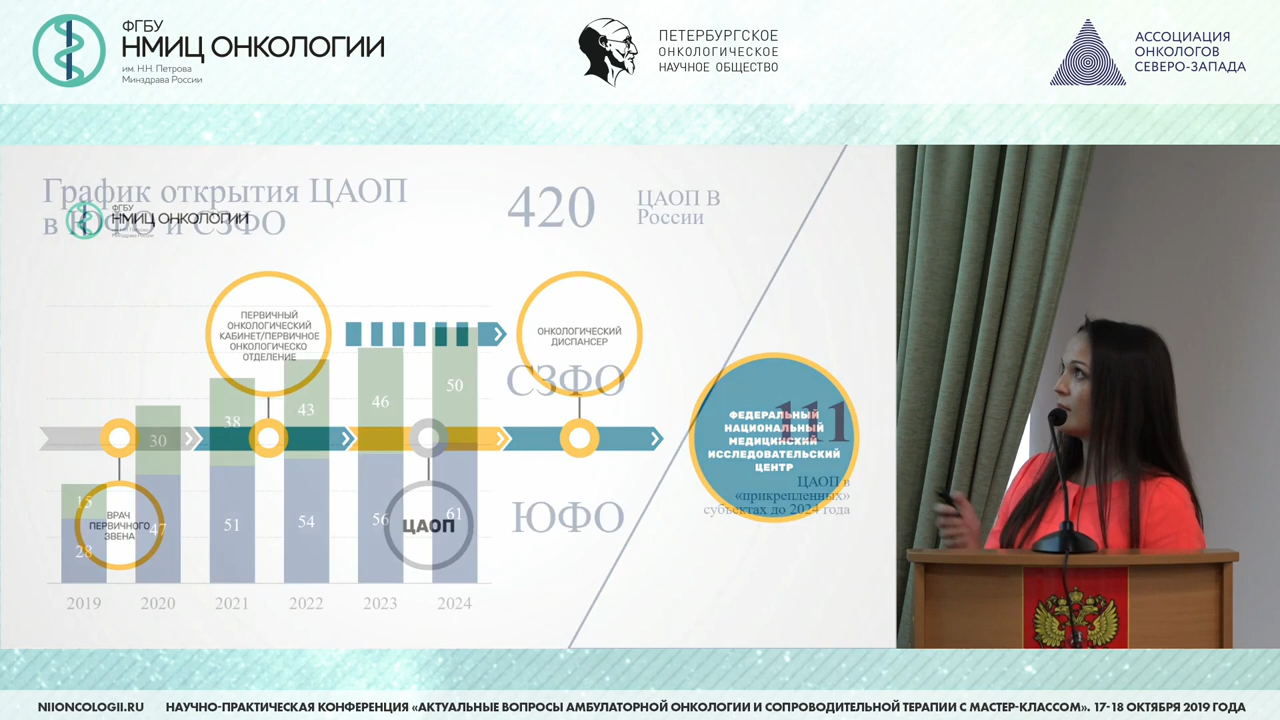 ФГБУ
НМИЦ ОНКОЛОГИИ
им. Н.Н. Петрова
Минздрава России
ПЕТЕРБУРГСКОЕ
ОНКОЛОГИЧЕСКОЕ
НАУЧНОЕ ОБЩЕСТВО
АССОЦИАЦИЯ
ОНКОЛОГОВ
СЕВЕРО-ЗАПАДА
График открытия ЦАОП
в ЮФО и СЗФО
ФГБУ
НМИЦ ОНКОЛОГИИ
420
ЦАОП В
России
ПЕРВИЧНЫЙ
ОНКОЛОГИЧЕСКИЙ
КАБИНЕТ/ПЕРВИЧНОЕ
ОНКОЛОГИЧЕСКО
ОТДЕЛЕНИЕ
ОНКОЛОГИЧЕСКИЙ
ДИСПАНСЕР
СЗФО
ЮФО
15 30 38 43 46 50
28 47 51 54 56 61
ВРАЧ
ПЕРВИЧНОГО
ЗВЕНА
ЦАОП
2019 2020 2021 2022 2023 2024
ФЕДЕРАЛЬНЫЙ
НАЦИОНАЛЬНЫЙ
МЕДИЦИНСКИЙ
ИССЛЕДОВАТЕЛЬСКИЙ
ЦЕНТР
111
ЦАОП в
«прикрепленных»
субъектах до 2024 года
NIIONCOLOGII.RU НАУЧНО-ПРАКТИЧЕСКАЯ КОНФЕРЕНЦИЯ «АКТУАЛЬНЫЕ ВОПРОСЫ АМБУЛАТОРНОЙ ОНКОЛОГИИ И СОПРОВОДИТЕЛЬНОЙ ТЕРАПИИ С МАСТЕР-КЛАССОМ». 17-18 ОКТЯБРЯ 2019 ГОДА